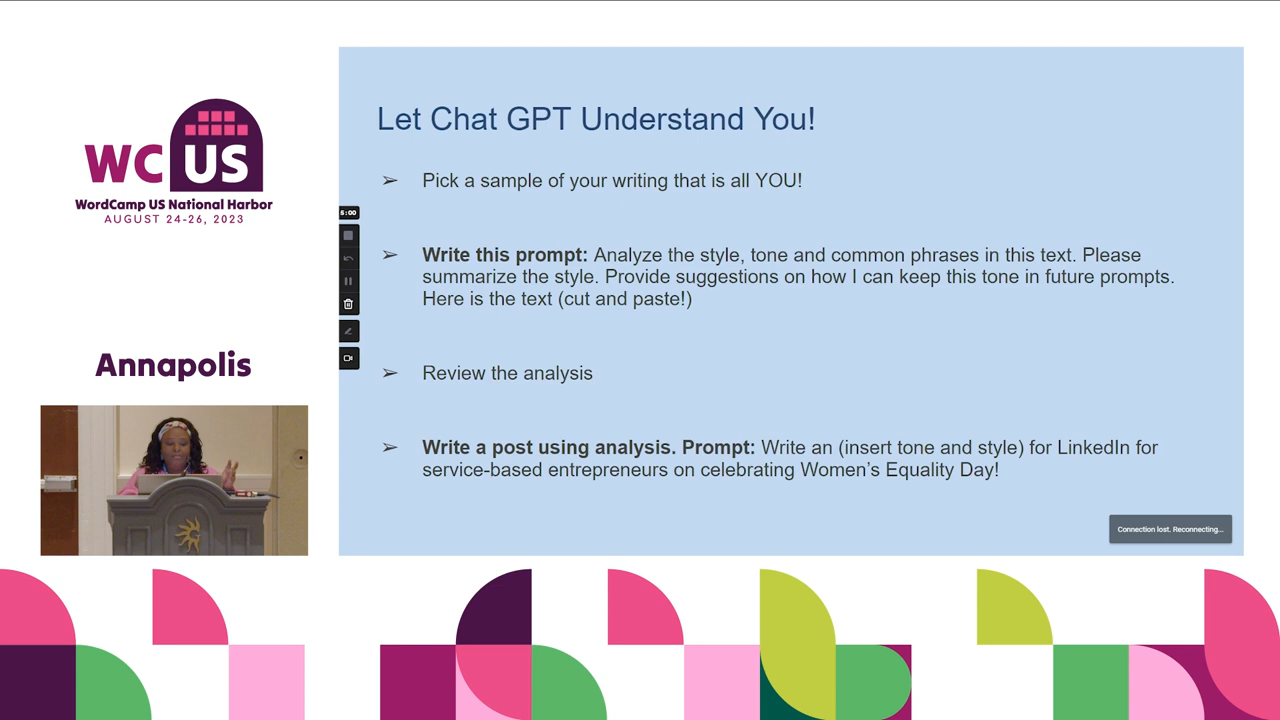 WC US
WordCamp US National Harbor
AUGUST 24-26, 2023
Annapolis
Let Chat GPT Understand You!
➢ Pick a sample of your writing that is all YOU!
5:00
➢ Write this prompt: Analyze the style, tone and common phrases in this text. Please
summarize the style. Provide suggestions on how I can keep this tone in future prompts.
Here is the text (cut and paste!)
➢ Review the analysis
➢ Write a post using analysis. Prompt: Write an (insert tone and style) for LinkedIn for
service-based entrepreneurs on celebrating Women’s Equality Day!
Connection lost. Reconnecting...